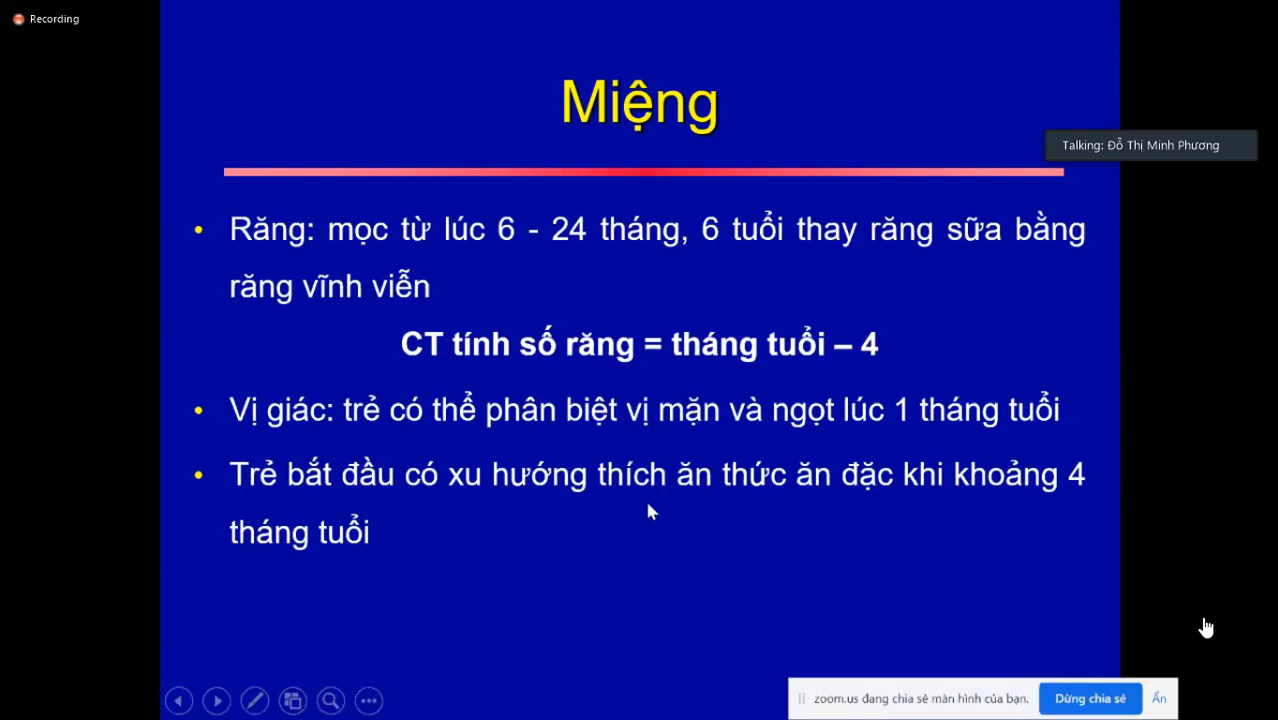 Recording
Miệng
Talking: Đỗ Thị Minh Phương
• Răng: mọc từ lúc 6 - 24 tháng, 6 tuổi thay răng sữa bằng
răng vĩnh viễn
CT tính số răng = tháng tuổi – 4
• Vị giác: trẻ có thể phân biệt vị mặn và ngọt lúc 1 tháng tuổi
• Trẻ bắt đầu có xu hướng thích ăn thức ăn đặc khi khoảng 4
tháng tuổi
zoom.us đang chia sẻ màn hình của bạn. Dừng chia sẻ Ẩn